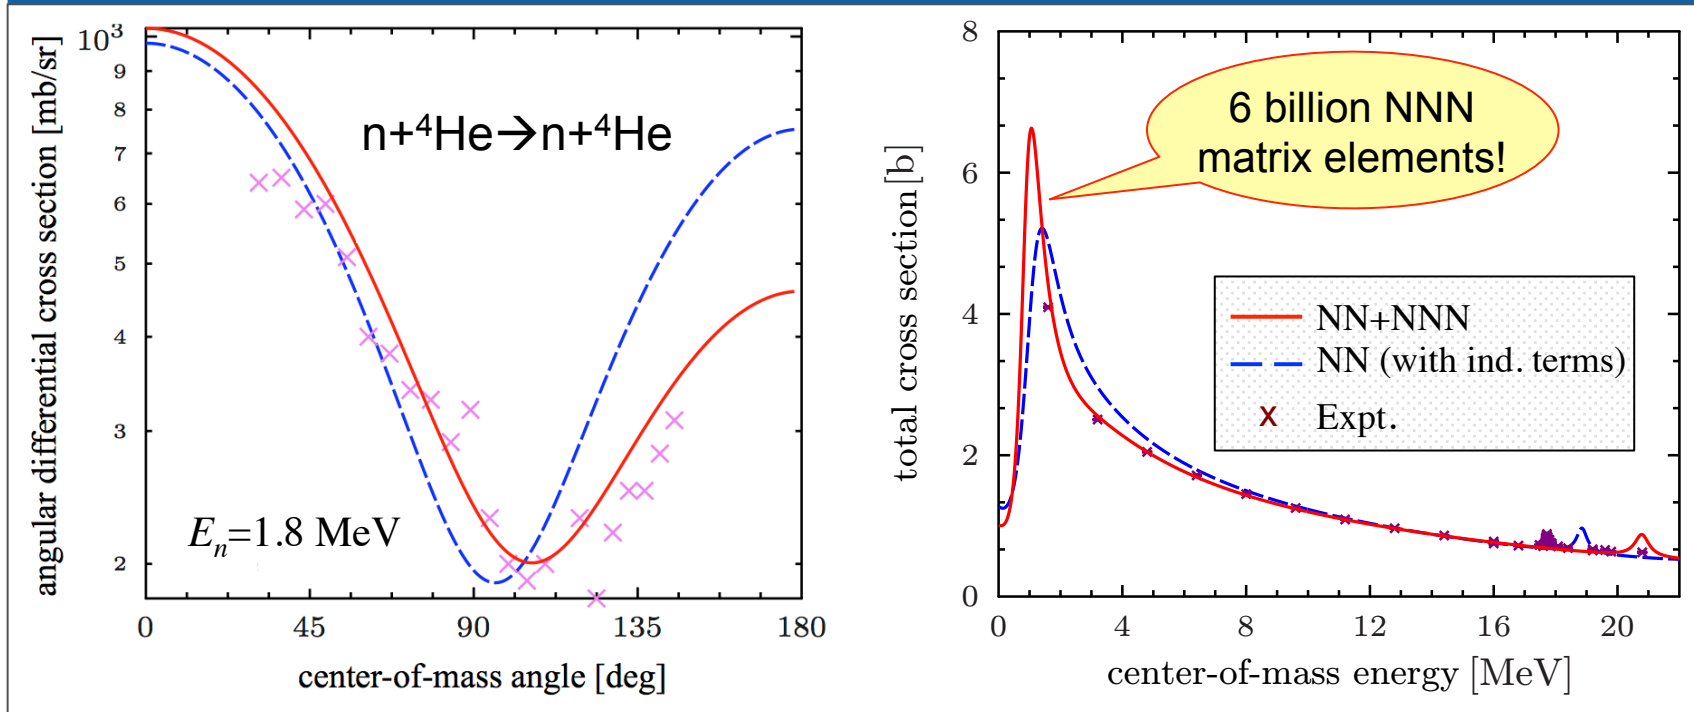 angular differential cross section [mb/sr]
10³
9
8
7
6
5
4
3
2
n+⁴He→n+⁴He
Eₙ=1.8 MeV
0 45 90 135 180
center-of-mass angle [deg]
total cross section[b]
8
6
4
2
0
6 billion NNN
matrix elements!
NN+NNN
NN (with ind. terms)
x Expt.
0 4 8 12 16 20
center-of-mass energy [MeV]